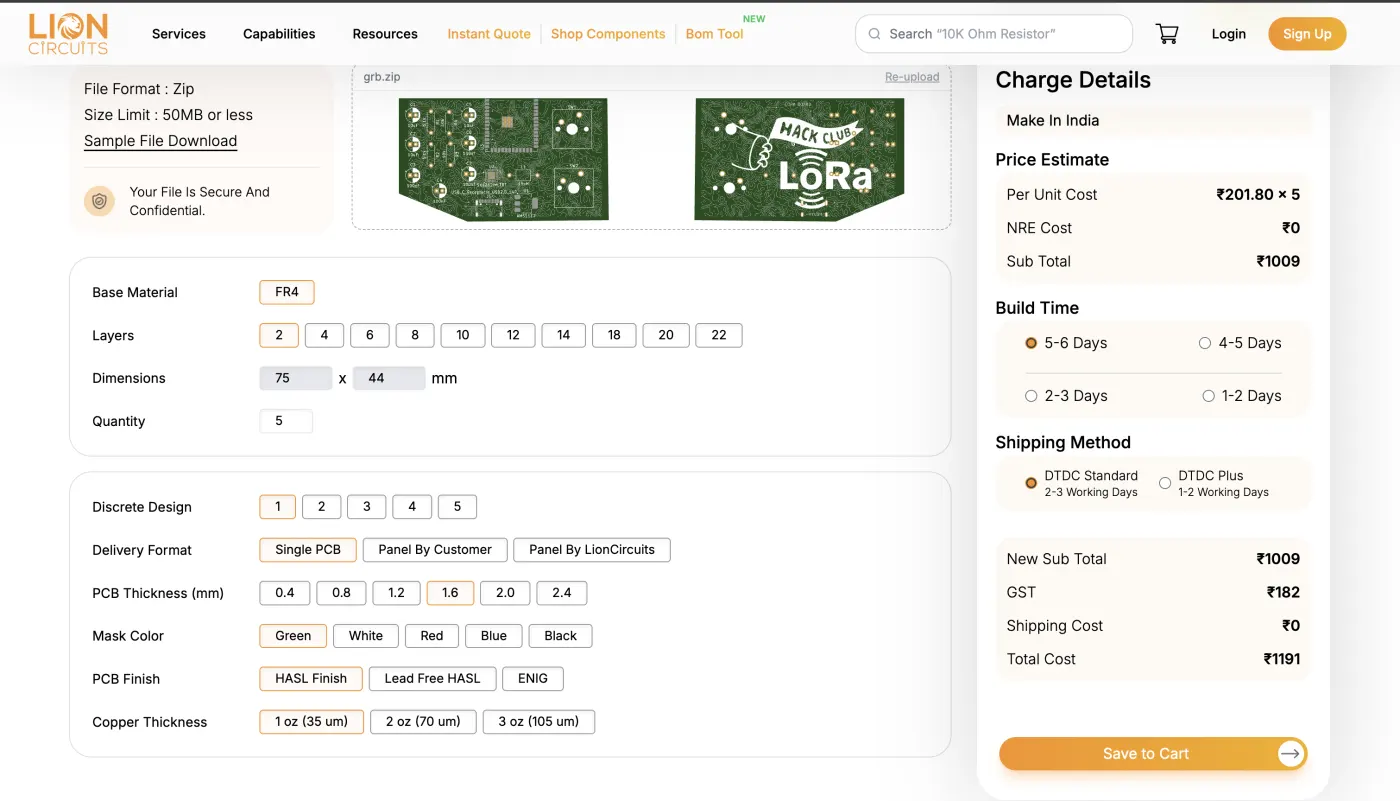 LION
CIRCUITS
Services
Capabilities
Resources
Instant Quote
Shop Components
Bom Tool
NEW
Search "10K Ohm Resistor"
Login
Sign Up
File Format : Zip
Size Limit : 50MB or less
Sample File Download
Your File Is Secure And
Confidential.
grb.zip
Re-upload
HACK CLUB
LoRa
Base Material
FR4
Layers
2 4 6 8 10 12 14 18 20 22
Dimensions
75 x 44 mm
Quantity
5
Discrete Design
1 2 3 4 5
Delivery Format
Single PCB Panel By Customer Panel By LionCircuits
PCB Thickness (mm)
0.4 0.8 1.2 1.6 2.0 2.4
Mask Color
Green White Red Blue Black
PCB Finish
HASL Finish Lead Free HASL ENIG
Copper Thickness
1 oz (35 um) 2 oz (70 um) 3 oz (105 um)
Charge Details
Make In India
Price Estimate
Per Unit Cost ₹201.80 × 5
NRE Cost ₹0
Sub Total ₹1009
Build Time
5-6 Days 4-5 Days
2-3 Days 1-2 Days
Shipping Method
DTDC Standard
2-3 Working Days
DTDC Plus
1-2 Working Days
New Sub Total ₹1009
GST ₹182
Shipping Cost ₹0
Total Cost ₹1191
Save to Cart